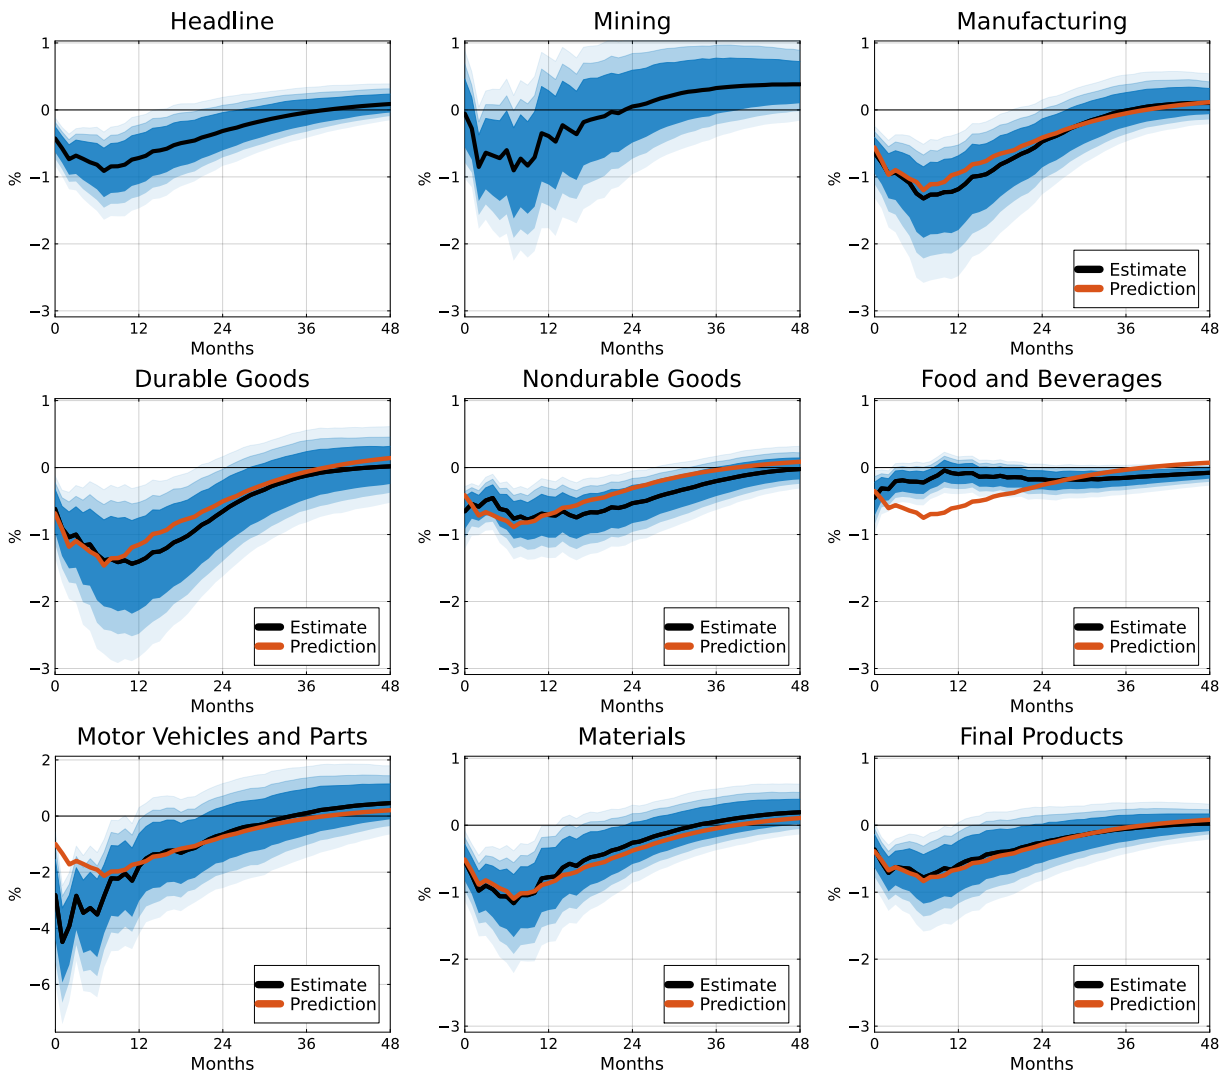 Headline
Mining
Manufacturing
1
0
−1
−2
−3
%
0 12 24 36 48
Months
1
0
−1
−2
−3
%
0 12 24 36 48
Months
1
0
−1
−2
−3
%
Estimate
Prediction
0 12 24 36 48
Months
Durable Goods
Nondurable Goods
Food and Beverages
1
0
−1
−2
−3
%
Estimate
Prediction
0 12 24 36 48
Months
1
0
−1
−2
−3
%
Estimate
Prediction
0 12 24 36 48
Months
1
0
−1
−2
−3
%
Estimate
Prediction
0 12 24 36 48
Months
Motor Vehicles and Parts
Materials
Final Products
2
0
−2
−4
−6
%
Estimate
Prediction
0 12 24 36 48
Months
1
0
−1
−2
−3
%
Estimate
Prediction
0 12 24 36 48
Months
1
0
−1
−2
−3
%
Estimate
Prediction
0 12 24 36 48
Months